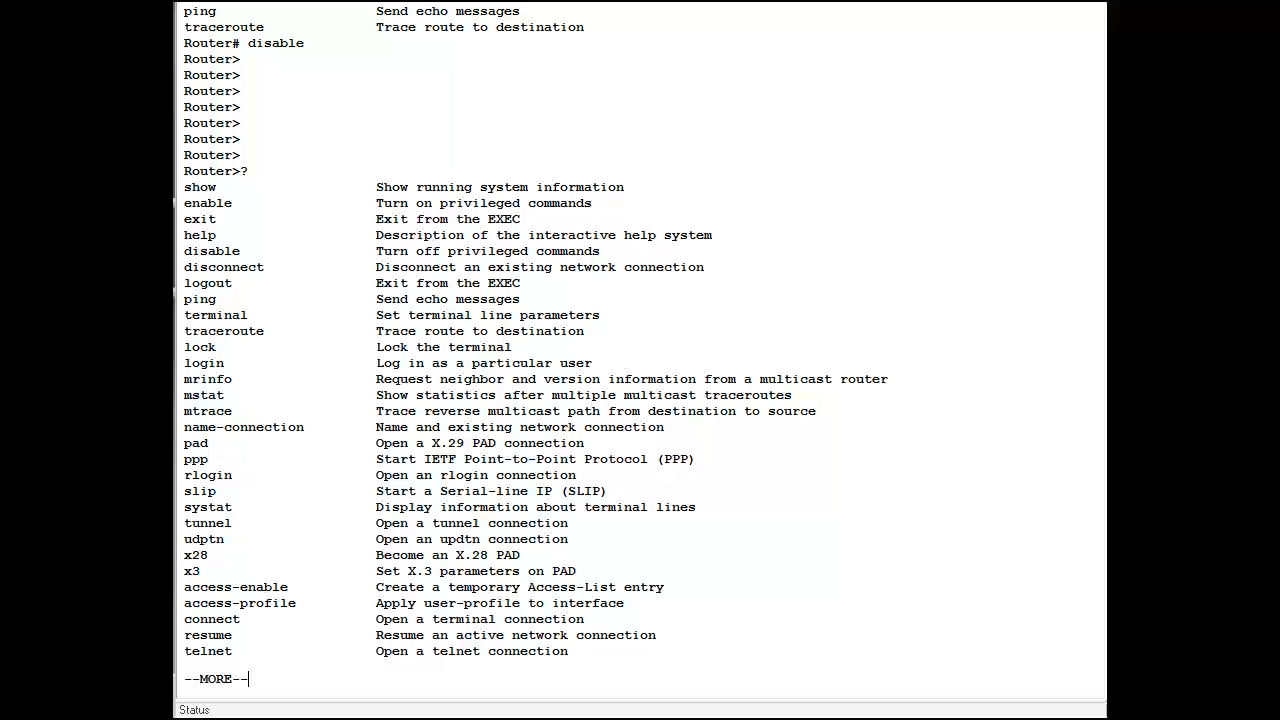 ping                    Send echo messages
traceroute              Trace route to destination
Router# disable
Router>
Router>
Router>
Router>
Router>
Router>
Router>
Router>?
show                    Show running system information
enable                  Turn on privileged commands
exit                    Exit from the EXEC
help                    Description of the interactive help system
disable                 Turn off privileged commands
disconnect              Disconnect an existing network connection
logout                  Exit from the EXEC
ping                    Send echo messages
terminal                Set terminal line parameters
traceroute              Trace route to destination
lock                    Lock the terminal
login                   Log in as a particular user
mrinfo                  Request neighbor and version information from a multicast router
mstat                   Show statistics after multiple multicast traceroutes
mtrace                  Trace reverse multicast path from destination to source
name-connection         Name and existing network connection
pad                     Open a X.29 PAD connection
ppp                     Start IETF Point-to-Point Protocol (PPP)
rlogin                  Open an rlogin connection
slip                    Start a Serial-line IP (SLIP)
systat                  Display information about terminal lines
tunnel                  Open a tunnel connection
udptn                   Open an updtn connection
x28                     Become an X.28 PAD
x3                      Set X.3 parameters on PAD
access-enable           Create a temporary Access-List entry
access-profile          Apply user-profile to interface
connect                 Open a terminal connection
resume                  Resume an active network connection
telnet                  Open a telnet connection
--MORE--
Status